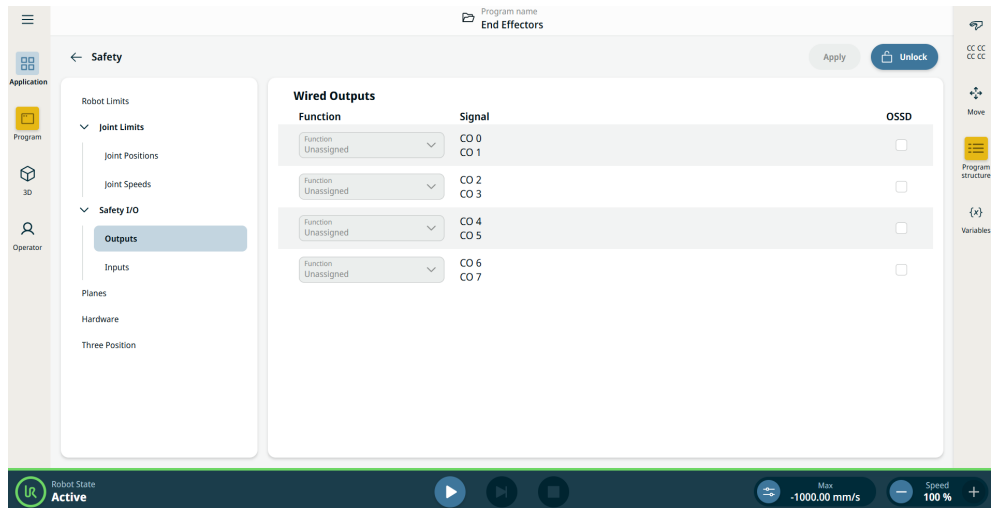 Program name
End Effectors
Safety
Apply
Unlock
Application
Program
3D
Operator
Robot Limits
Joint Limits
Joint Positions
Joint Speeds
Safety I/O
Outputs
Inputs
Planes
Hardware
Three Position
Wired Outputs
Function Signal OSSD
Function
Unassigned
CO 0
CO 1
Function
Unassigned
CO 2
CO 3
Function
Unassigned
CO 4
CO 5
Function
Unassigned
CO 6
CO 7
CC CC
CC CC
Move
Program
structure
{x}
Variables
UR
Robot State
Active
Max
-1000.00 mm/s
Speed
100 %